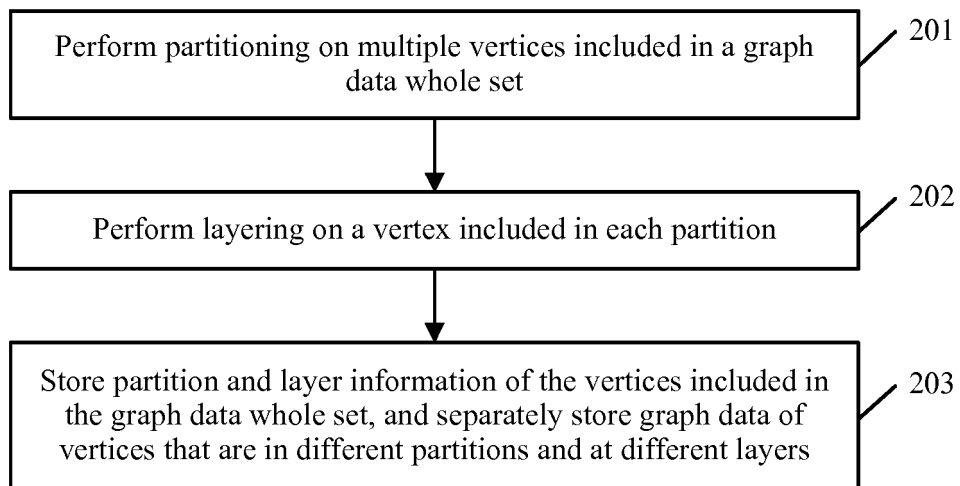 Perform partitioning on multiple vertices included in a graph
data whole set
201
Perform layering on a vertex included in each partition
202
Store partition and layer information of the vertices included in
the graph data whole set, and separately store graph data of
vertices that are in different partitions and at different layers
203